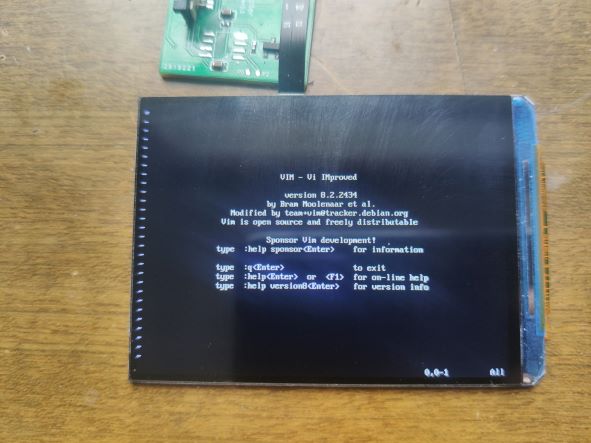 VIM - Vi IMproved
version 8.2.2434
by Bram Moolenaar et al.
Modified by team+vim@tracker.debian.org
Vim is open source and freely distributable
Sponsor Vim development!
type :help sponsor<Enter> for information
type :q<Enter> to exit
type :help<Enter> or <F1> for on-line help
type :help version8<Enter> for version info
0,0-1 All